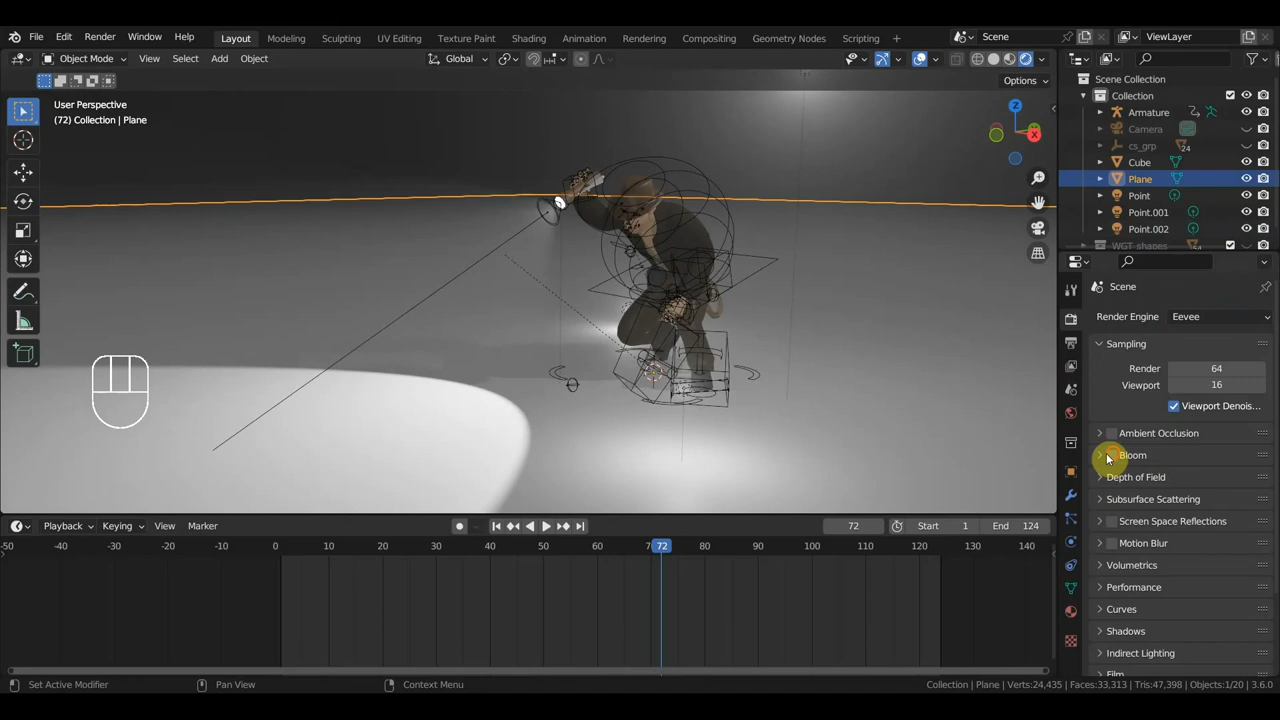 File Edit Render Window Help
Layout Modeling Sculpting UV Editing Texture Paint Shading Animation Rendering Compositing Geometry Nodes Scripting +
Scene
ViewLayer
Object Mode
View Select Add Object
Global
Options
User Perspective
(72) Collection | Plane
Z
X
Scene Collection
Collection
Armature
Camera
cs_grp
24
Cube
Plane
Point
Point.001
Point.002
WGT_shapes
54
Scene
Render Engine
Eevee
Sampling
Render
64
Viewport
16
Viewport Denois...
Ambient Occlusion
Bloom
Depth of Field
Subsurface Scattering
Screen Space Reflections
Motion Blur
Volumetrics
Performance
Curves
Shadows
Indirect Lighting
Film
Playback Keying View Marker
72
Start 1
End 124
-50 -40 -30 -20 -10 0 10 20 30 40 50 60 7 72 80 90 100 110 120 130 140
Set Active Modifier
Pan View
Context Menu
Collection | Plane | Verts:24,435 | Faces:33,313 | Tris:47,398 | Objects:1/20 | 3.6.0